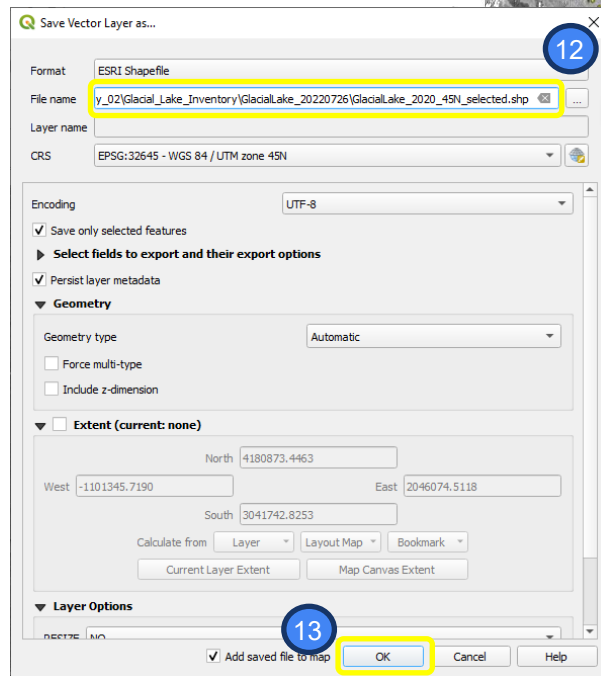 Save Vector Layer as...
12
Format ESRI Shapefile
File name y_02\Glacial_Lake_Inventory\GlacialLake_20220726\GlacialLake_2020_45N_selected.shp ...
Layer name
CRS EPSG:32645 - WGS 84 / UTM zone 45N
Encoding UTF-8
Save only selected features
Select fields to export and their export options
Persist layer metadata
Geometry
Geometry type Automatic
Force multi-type
Include z-dimension
Extent (current: none)
North 4180873.4463
West -1101345.7190 East 2046074.5118
South 3041742.8253
Calculate from Layer Layout Map Bookmark
Current Layer Extent Map Canvas Extent
Layer Options
RESIZE NO
13
Add saved file to map OK Cancel Help